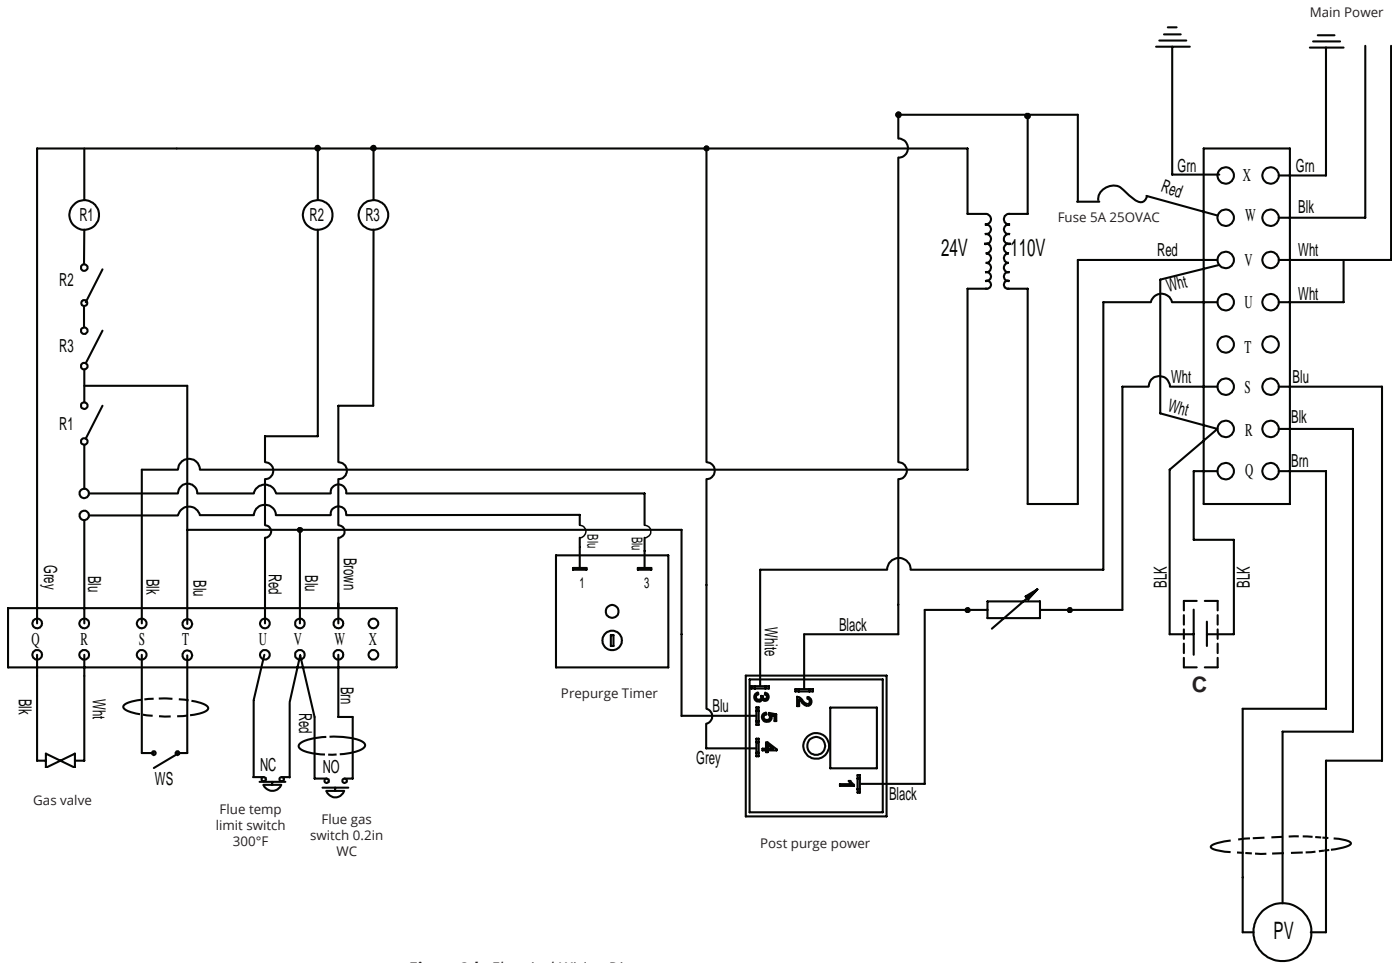 Main Power
Grn
X
Grn
Red
W
Blk
Fuse 5A 25OVAC
Red
V
Wht
Wht
U
Wht
T
Wht
S
Blu
Wht
R
Blk
Q
Brn
BLK
BLK
C
PV
R1
R2
R3
R2
R3
R1
24V
110V
Grey
Blu
Blk
Blu
Red
Blu
Brown
Q
R
S
T
U
V
W
X
Blk
Wht
Red
Brn
WS
NC
NO
Gas valve
Flue temp
limit switch
300°F
Flue gas
switch 0.2in
WC
Blu
Blu
1
3
Prepurge Timer
White
Black
3
2
5
4
1
Blu
Grey
Black
Post purge power